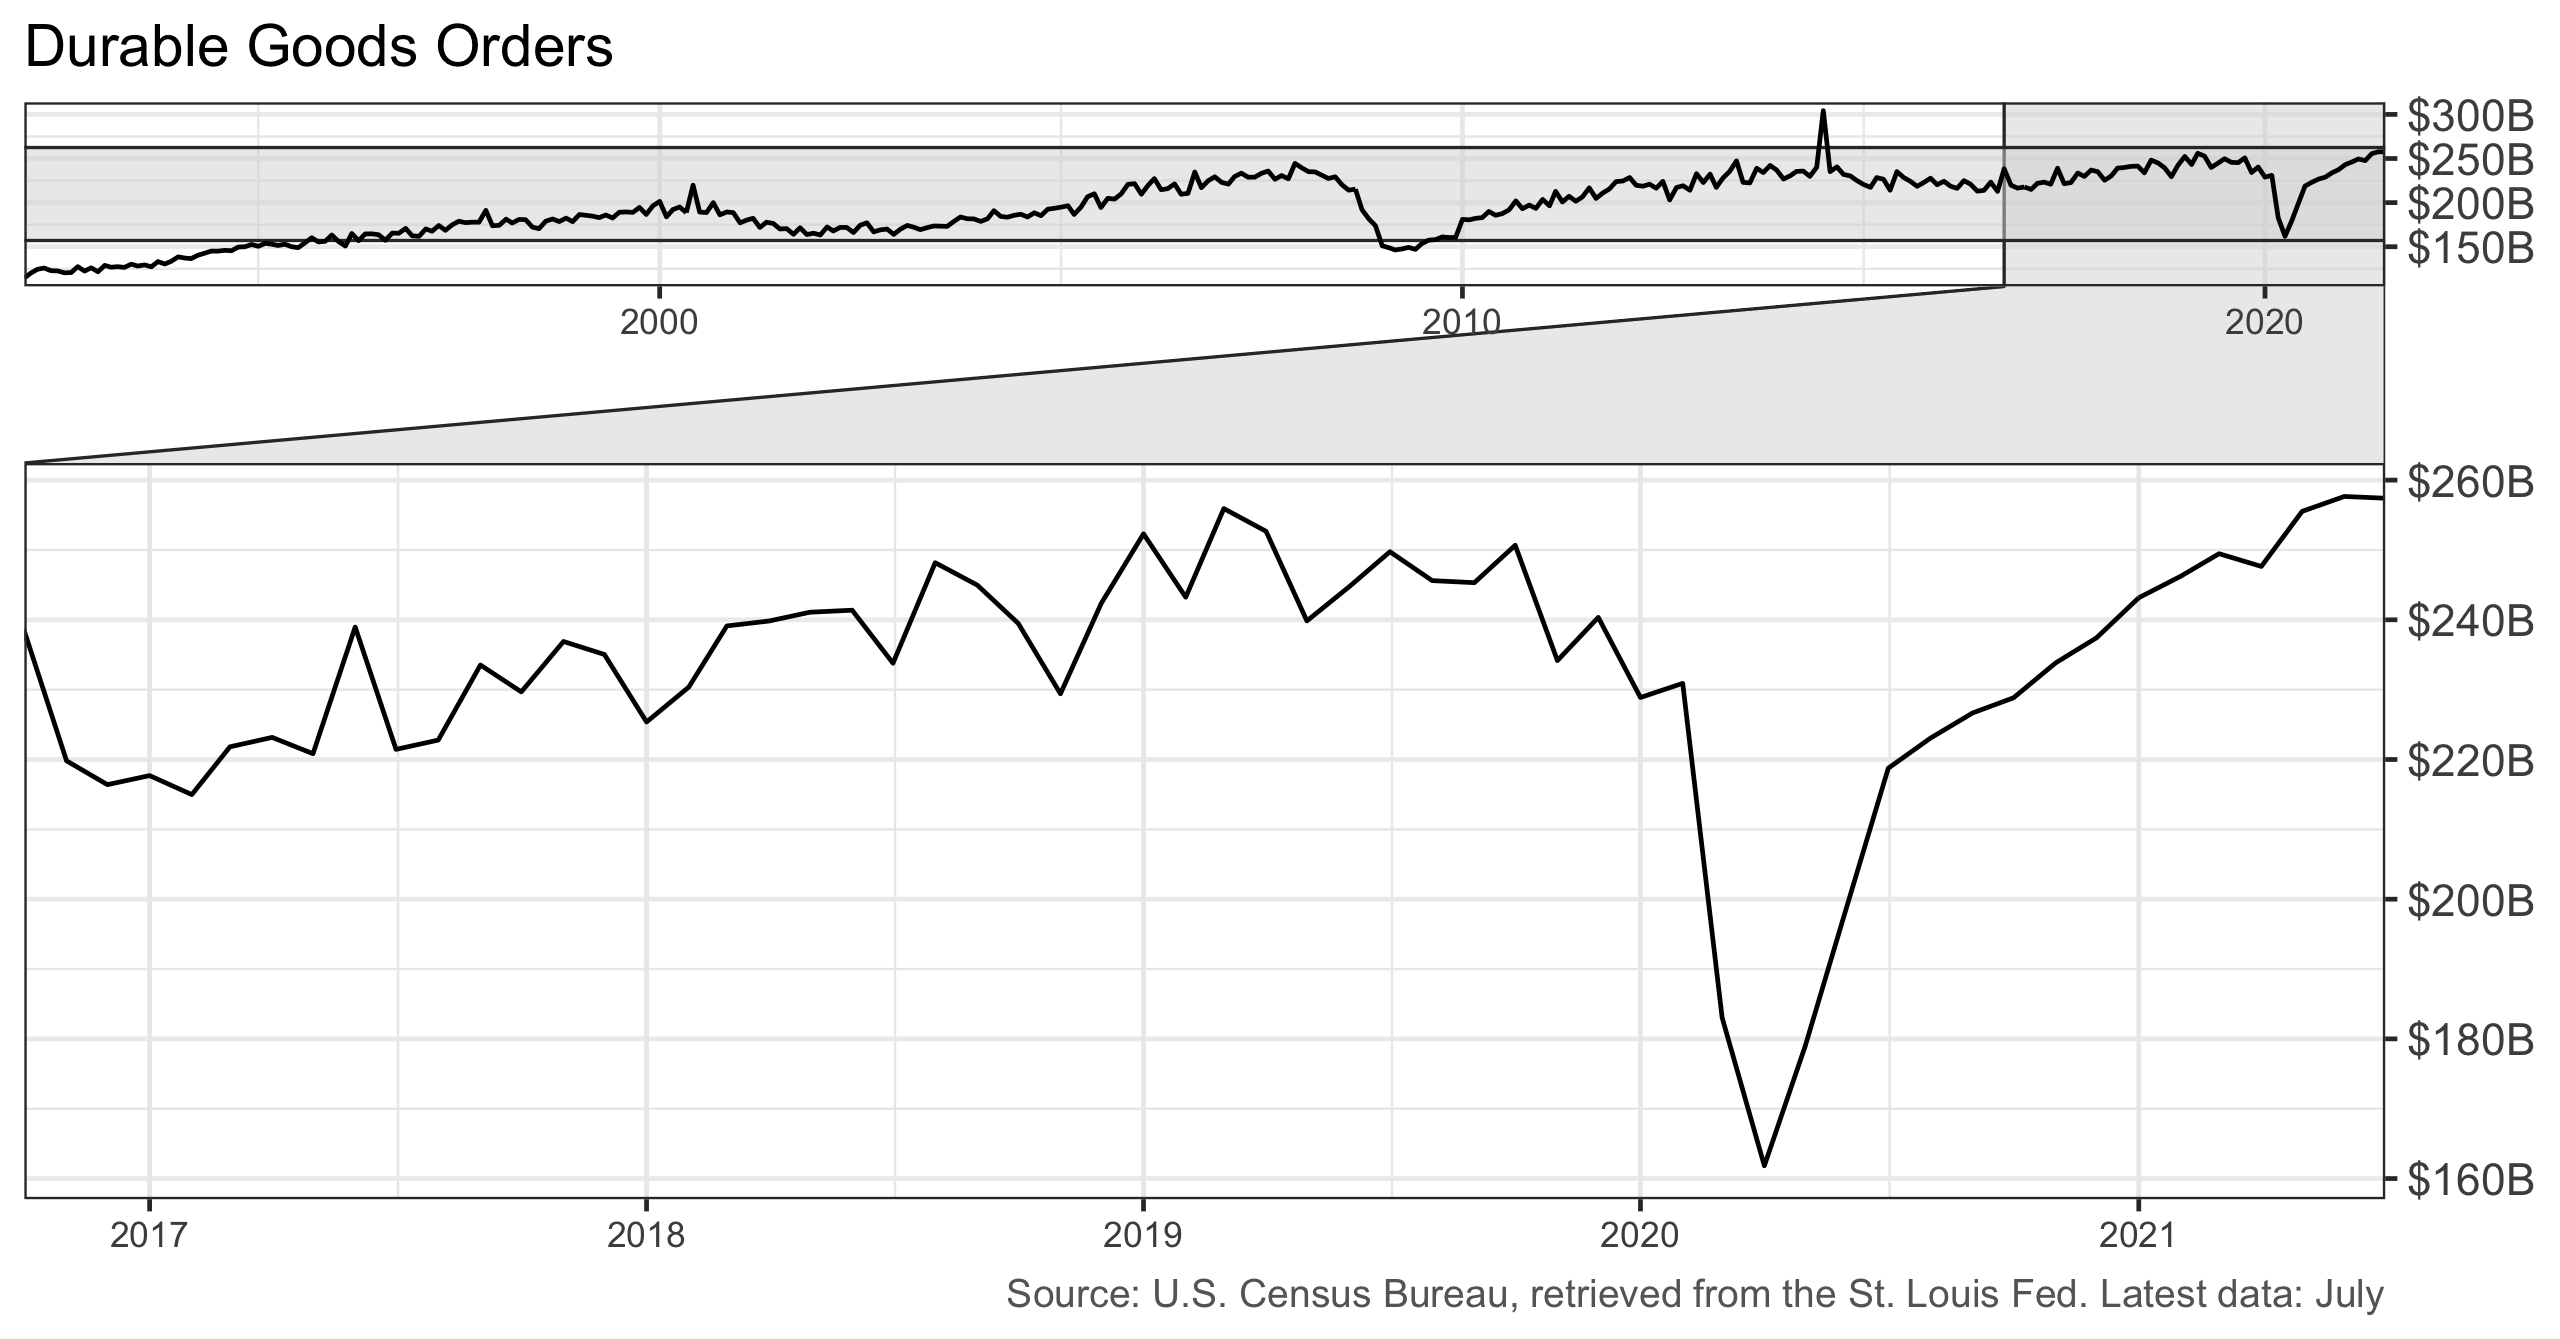 Durable Goods Orders
$300B
$250B
$200B
$150B
2000 2010 2020
$260B
$240B
$220B
$200B
$180B
$160B
2017 2018 2019 2020 2021
Source: U.S. Census Bureau, retrieved from the St. Louis Fed. Latest data: July